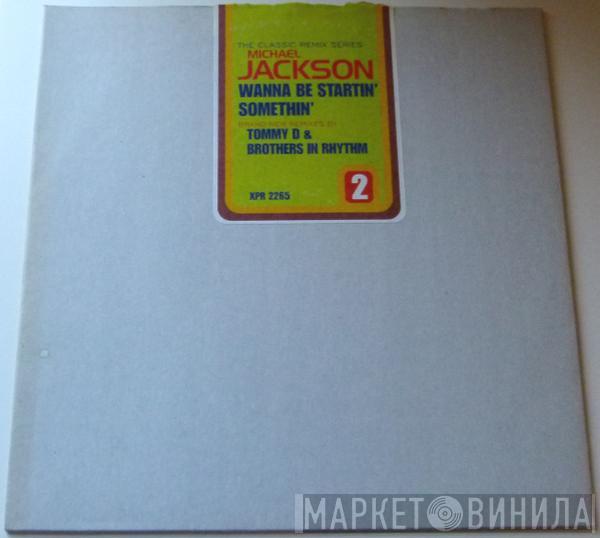 THE CLASSIC REMIX SERIES
MICHAEL
JACKSON
WANNA BE STARTIN'
SOMETHIN'
BRAND NEW REMIXES BY
TOMMY D &
BROTHERS IN RHYTHM
XPR 2265
2
МАРКЕТ ВИНИЛА